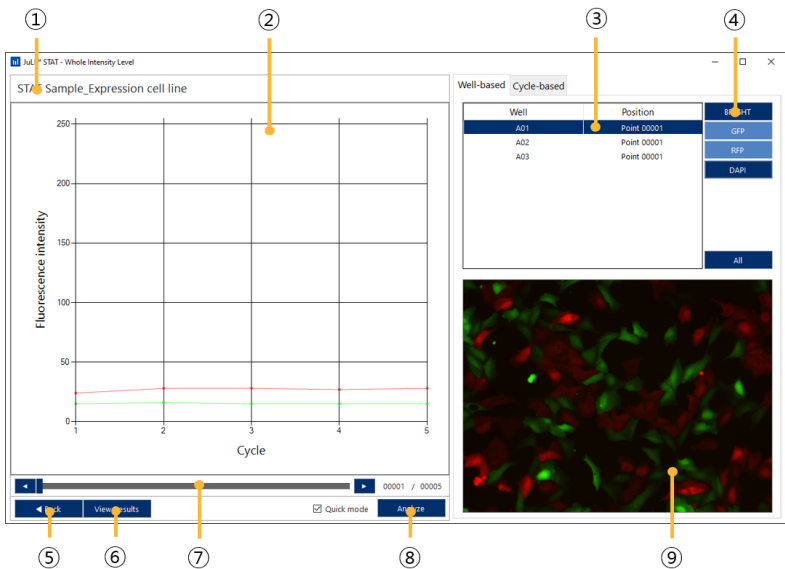 ① ② ③ ④
JuLI™ STAT - Whole Intensity Level
STAT Sample_Expression cell line
Well-based Cycle-based
Well Position
A01 Point 00001
A02 Point 00001
A03 Point 00001
BRIGHT
GFP
RFP
DAPI
All
Fluorescence intensity
250
200
150
100
50
0
1 2 3 4 5
Cycle
00001 / 00005
Back View Results Quick mode Analyze
⑤ ⑥ ⑦ ⑧ ⑨